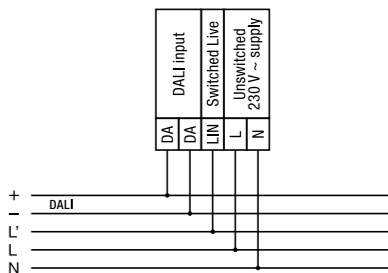 DALI input
Switched Live
Unswitched
230 V ~ supply
DA
DA
LIN
L
N
+
DALI
–
L'
L
N